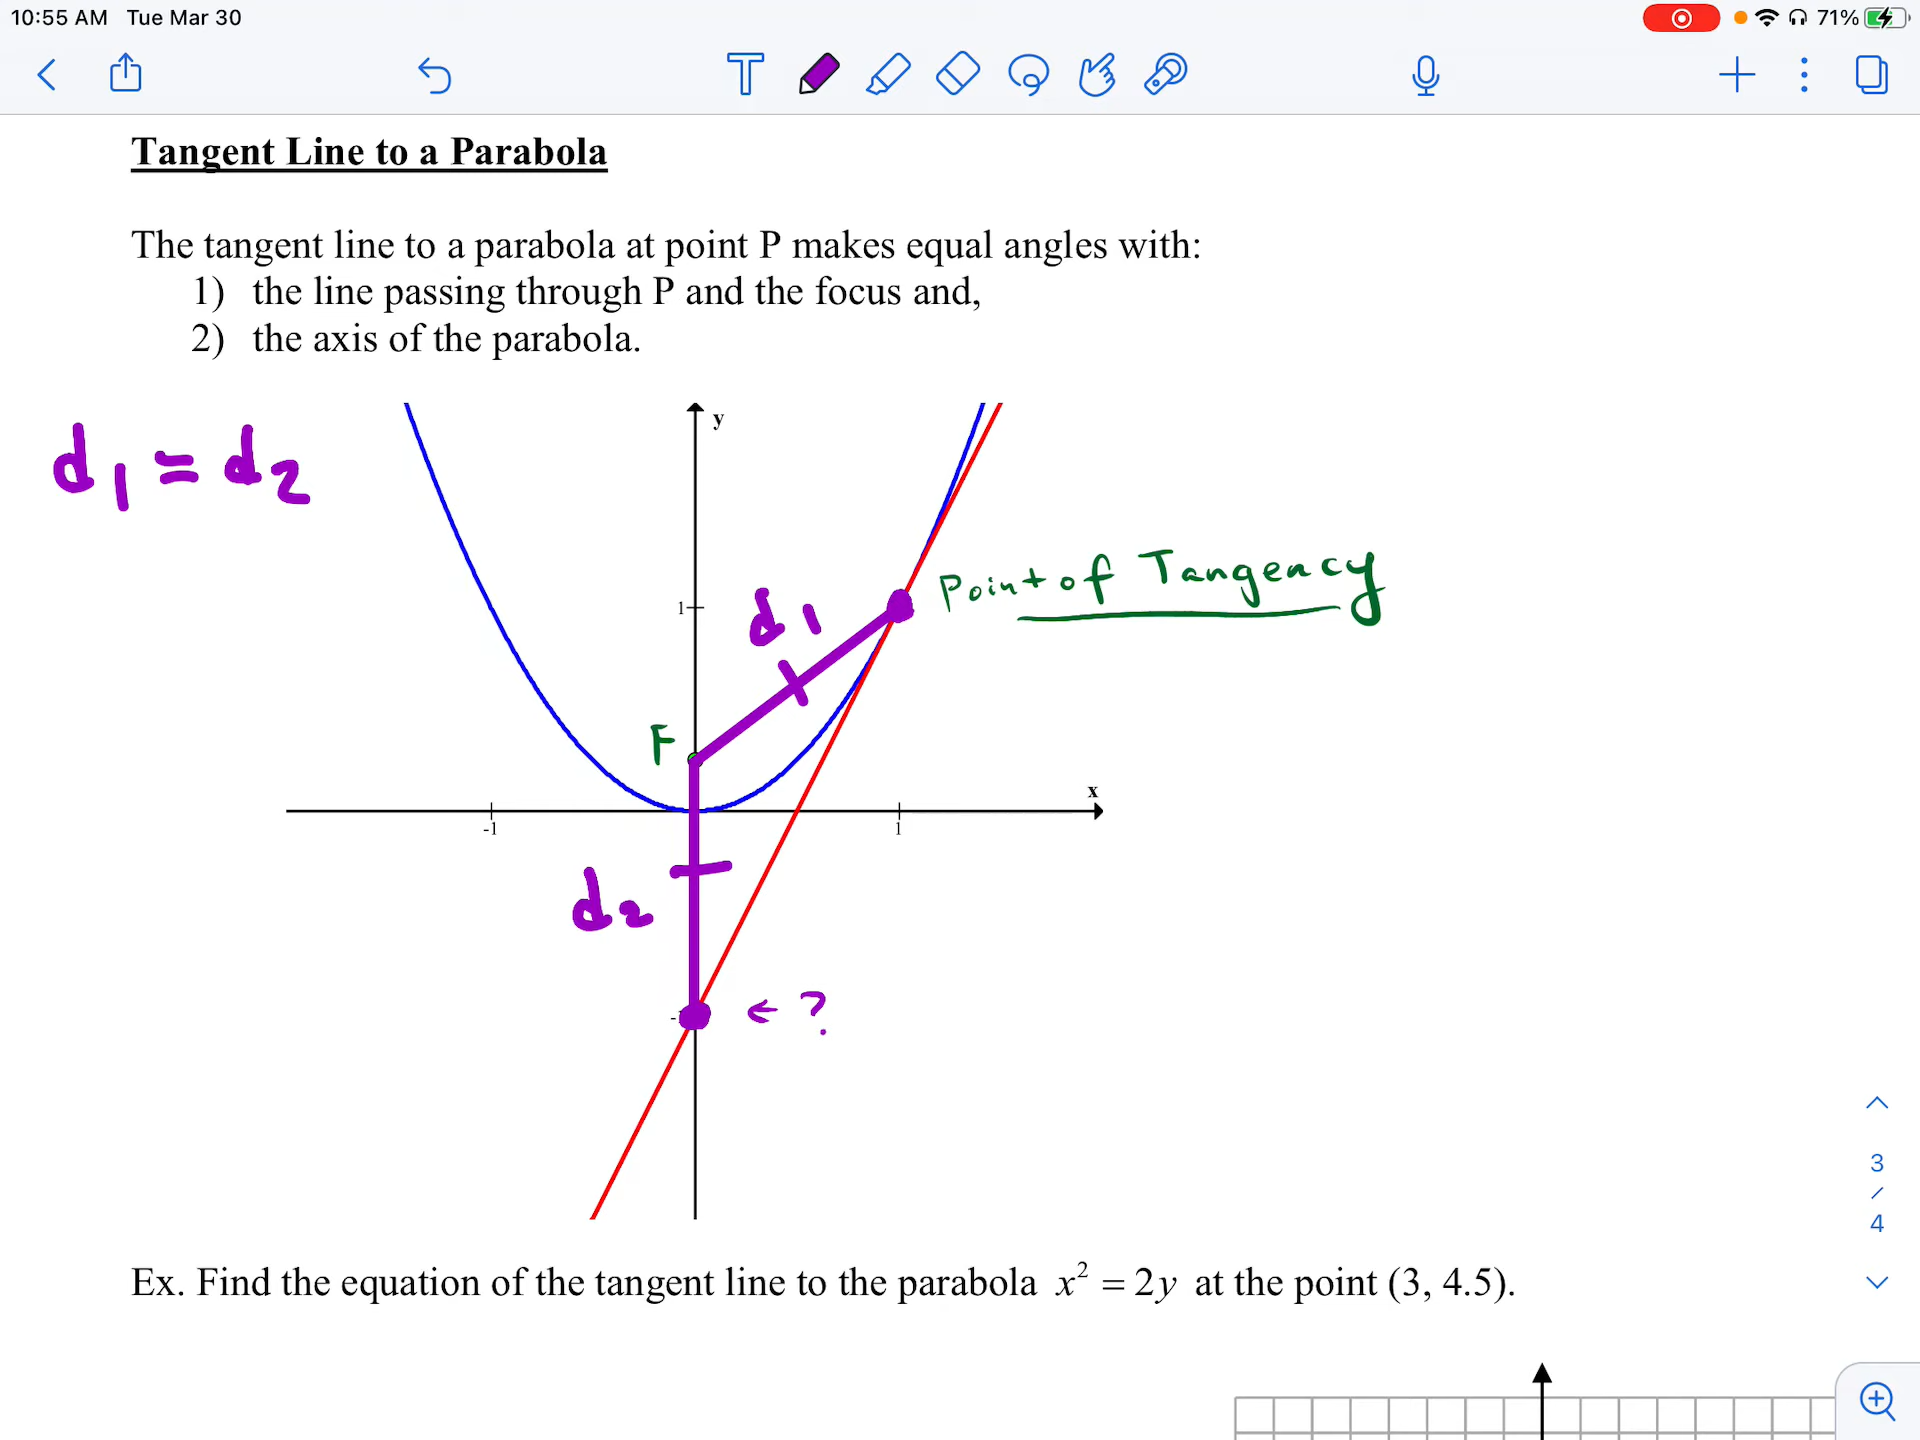 10:55 AM Tue Mar 30 71%
Tangent Line to a Parabola
The tangent line to a parabola at point P makes equal angles with:
1) the line passing through P and the focus and,
2) the axis of the parabola.
y
d₁ = d₂
Point of Tangency
1
d₁
F
x
-1 1
d₂
← ?
3
/
4
Ex. Find the equation of the tangent line to the parabola x² = 2y at the point (3, 4.5).